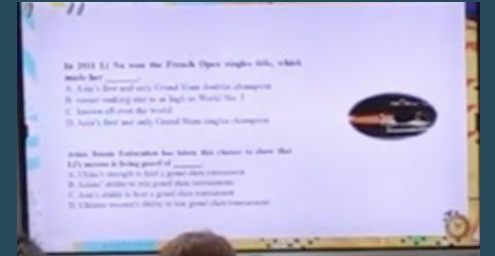 In 2011 Li Na won the French Open singles title, which
made her ______.
A. Asia's first and only Grand Slam doubles champion
B. career ranking rise to as high as World No. 2
C. known all over the world
D. Asia's first and only Grand Slam singles champion
Asian Tennis Federation has taken this chance to show that
Li's success is living proof of ______.
A. China's strength to host a grand slam tournament
B. Asians' ability to win grand slam tournaments
C. Asia's ability to host a grand slam tournament
D. Chinese women's ability to win grand slam tournaments